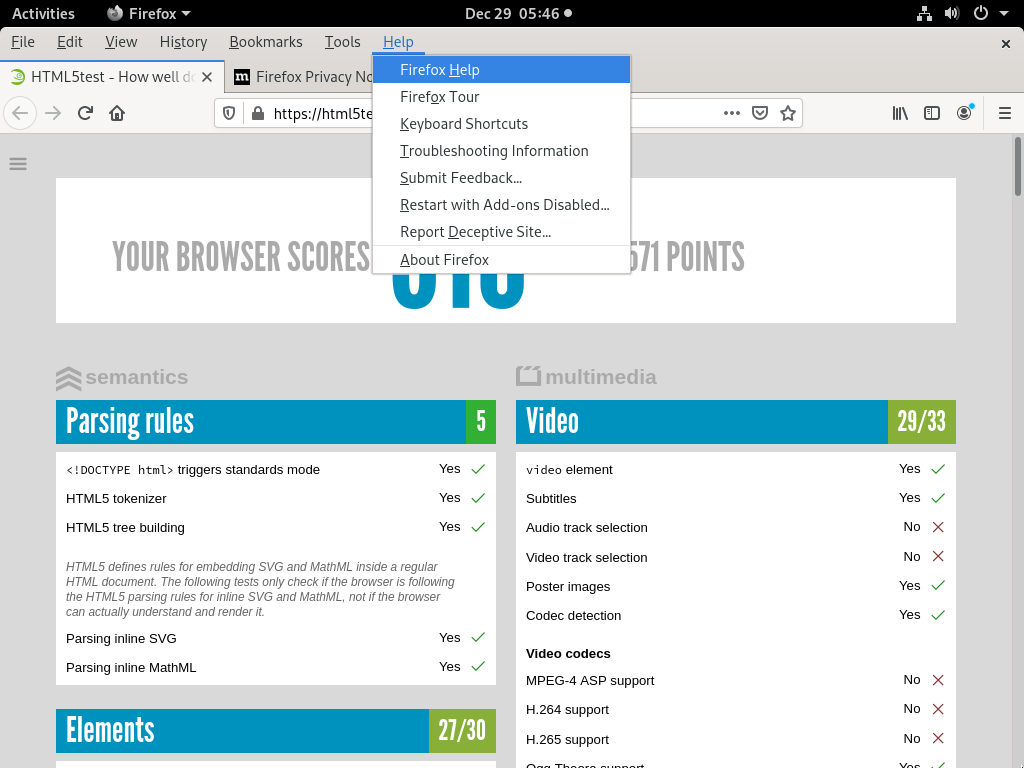 Activities
Firefox
Dec 29 05:46
File Edit View History Bookmarks Tools Help
HTML5test - How well do
Firefox Privacy No
https://html5te
Firefox Help
Firefox Tour
Keyboard Shortcuts
Troubleshooting Information
Submit Feedback...
Restart with Add-ons Disabled...
Report Deceptive Site...
About Firefox
YOUR BROWSER SCORES
571 POINTS
semantics
Parsing rules 5
<!DOCTYPE html> triggers standards mode Yes
HTML5 tokenizer Yes
HTML5 tree building Yes
HTML5 defines rules for embedding SVG and MathML inside a regular
HTML document. The following tests only check if the browser is following
the HTML5 parsing rules for inline SVG and MathML, not if the browser
can actually understand and render it.
Parsing inline SVG Yes
Parsing inline MathML Yes
Elements 27/30
multimedia
Video 29/33
video element Yes
Subtitles Yes
Audio track selection No
Video track selection No
Poster images Yes
Codec detection Yes
Video codecs
MPEG-4 ASP support No
H.264 support No
H.265 support No
Ogg Theora support Yes